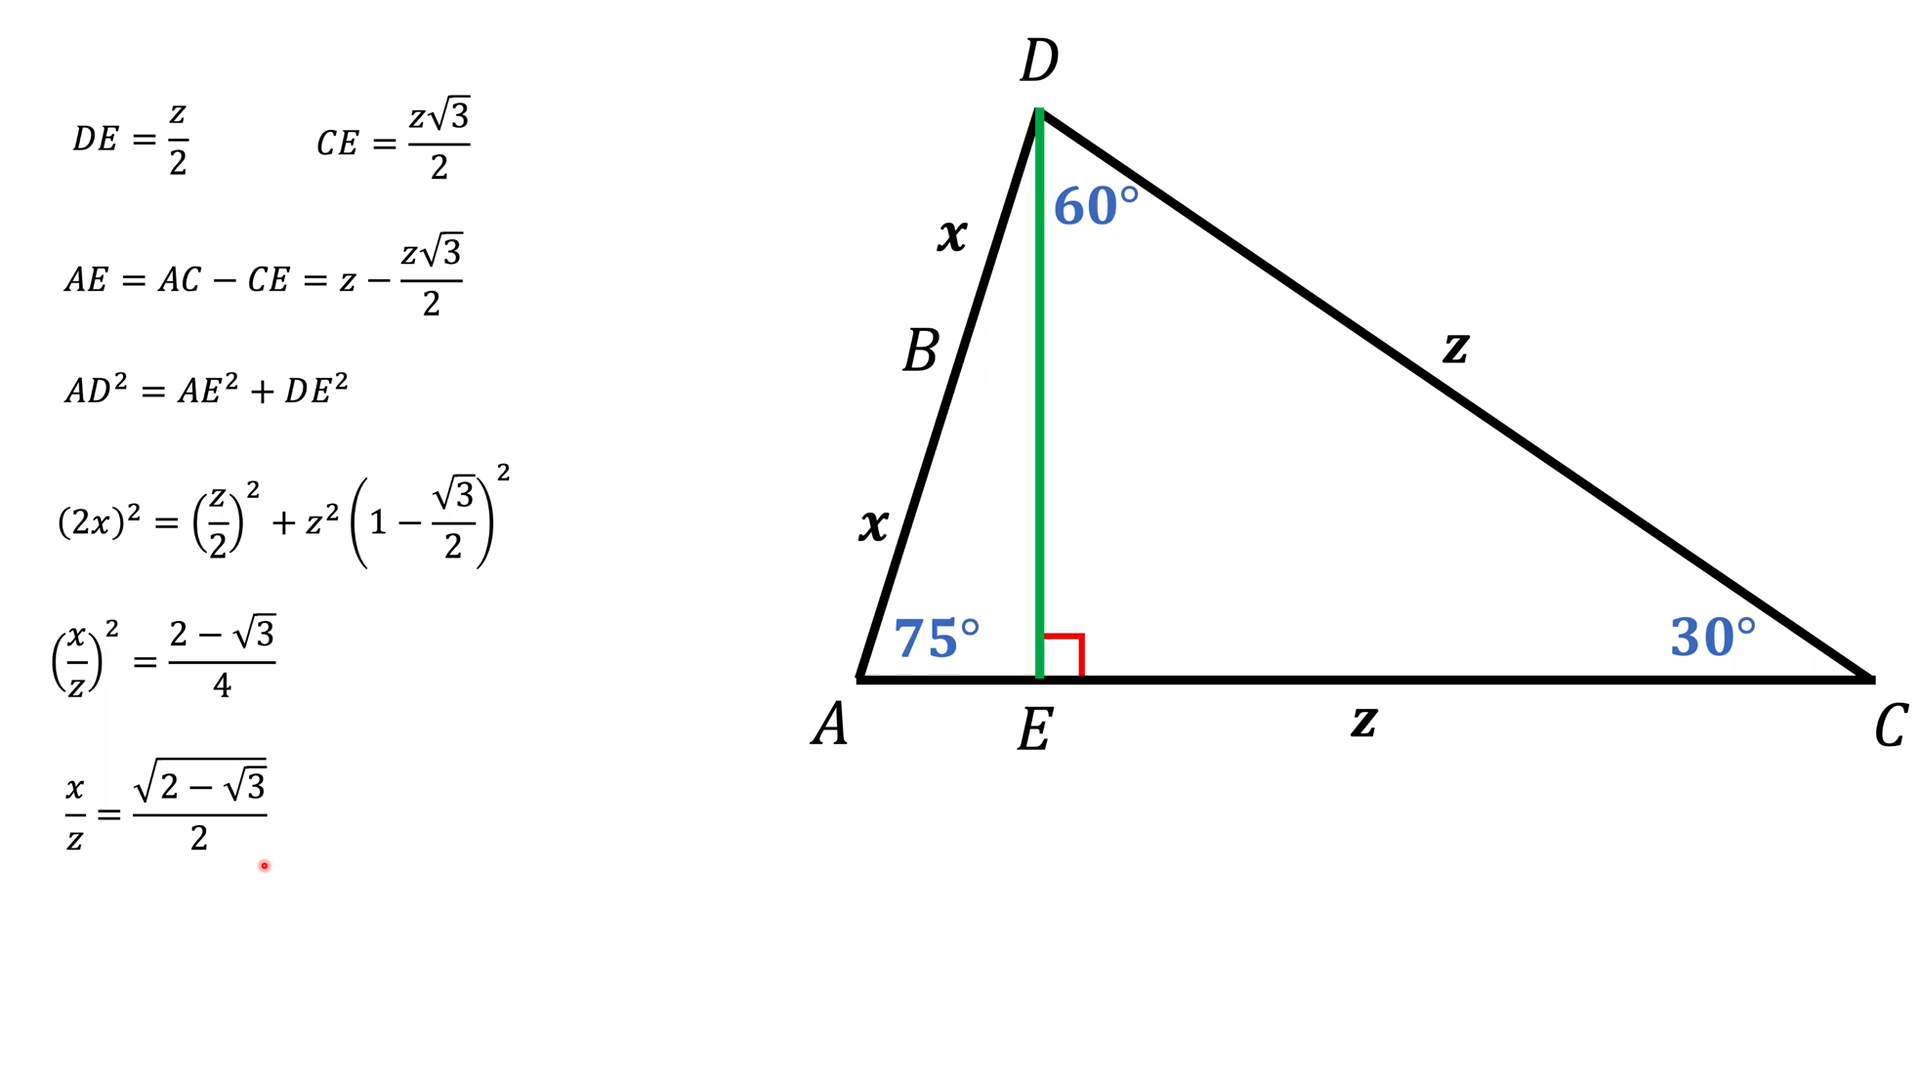 DE = z/2    CE = z√3/2
AE = AC − CE = z − z√3/2
AD² = AE² + DE²
(2x)² = (z/2)² + z²(1 − √3/2)²
(x/z)² = (2 − √3)/4
x/z = √(2 − √3)/2
D
60°
x
B
z
x
75°
30°
A
E
z
C